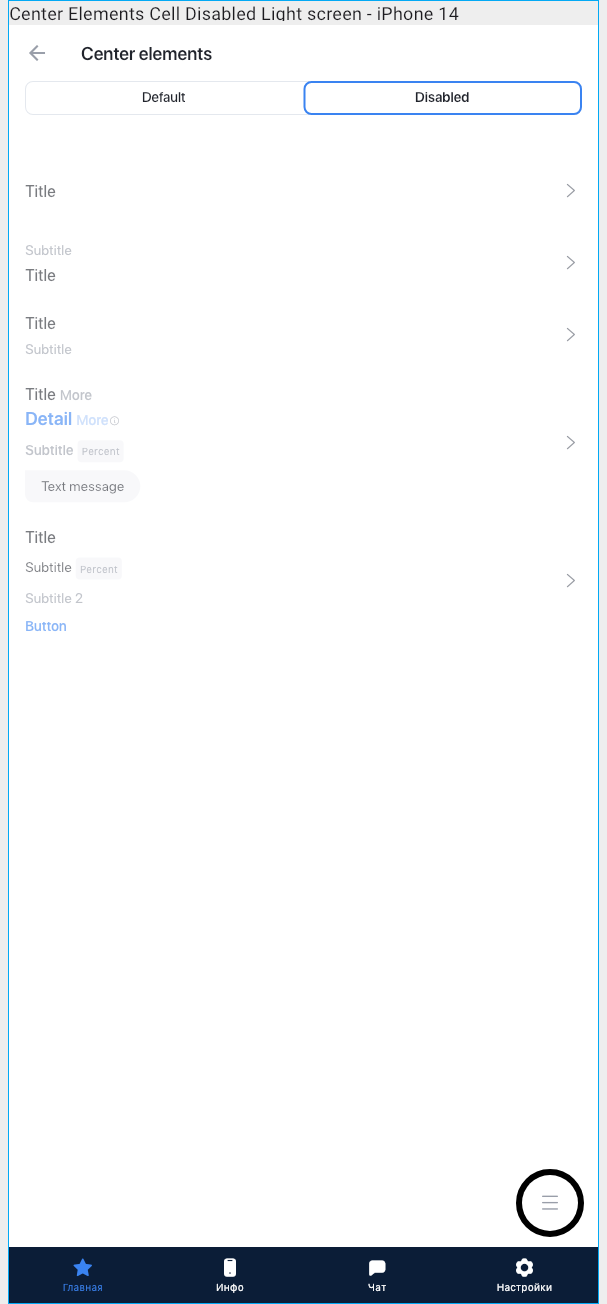 Center Elements Cell Disabled Light screen - iPhone 14
Center elements
Default Disabled
Title
Subtitle
Title
Title
Subtitle
Title More
Detail More
Subtitle Percent
Text message
Title
Subtitle Percent
Subtitle 2
Button
Главная Инфо Чат Настройки